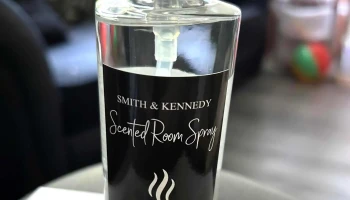 SMITH & KENNEDY
Scented Room Spray